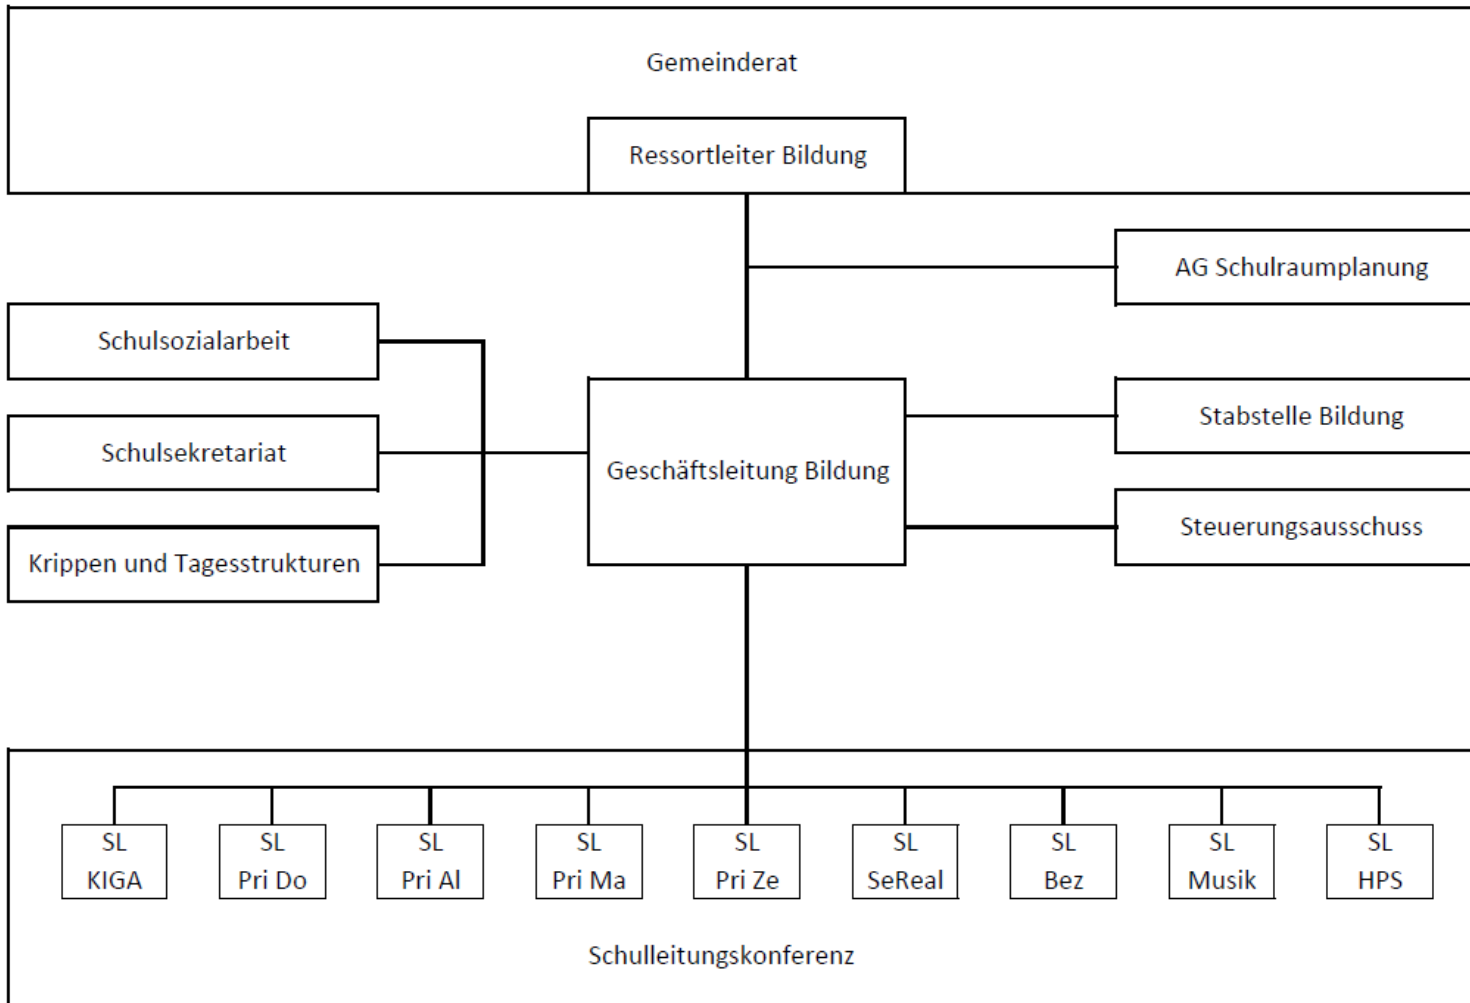 Gemeinderat
Ressortleiter Bildung
AG Schulraumplanung
Schulsozialarbeit
Stabstelle Bildung
Schulsekretariat
Geschäftsleitung Bildung
Steuerungsausschuss
Krippen und Tagesstrukturen
SL
KIGA
SL
Pri Do
SL
Pri Al
SL
Pri Ma
SL
Pri Ze
SL
SeReal
SL
Bez
SL
Musik
SL
HPS
Schulleitungskonferenz